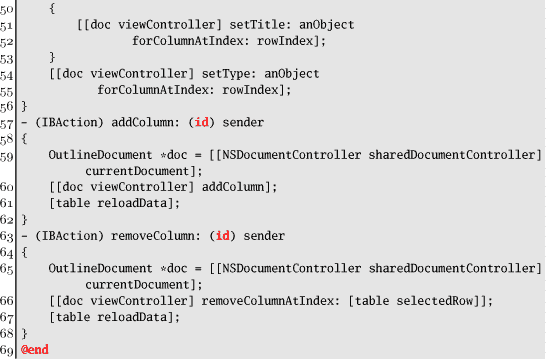 50 {
51 [[doc viewController] setTitle: anObject
52 forColumnAtIndex: rowIndex];
53 }
54 [[doc viewController] setType: anObject
55 forColumnAtIndex: rowIndex];
56 }
57 - (IBAction) addColumn: (id) sender
58 {
59 OutlineDocument *doc = [[NSDocumentController sharedDocumentController]
currentDocument];
60 [[doc viewController] addColumn];
61 [table reloadData];
62 }
63 - (IBAction) removeColumn: (id) sender
64 {
65 OutlineDocument *doc = [[NSDocumentController sharedDocumentController]
currentDocument];
66 [[doc viewController] removeColumnAtIndex: [table selectedRow]];
67 [table reloadData];
68 }
69 @end